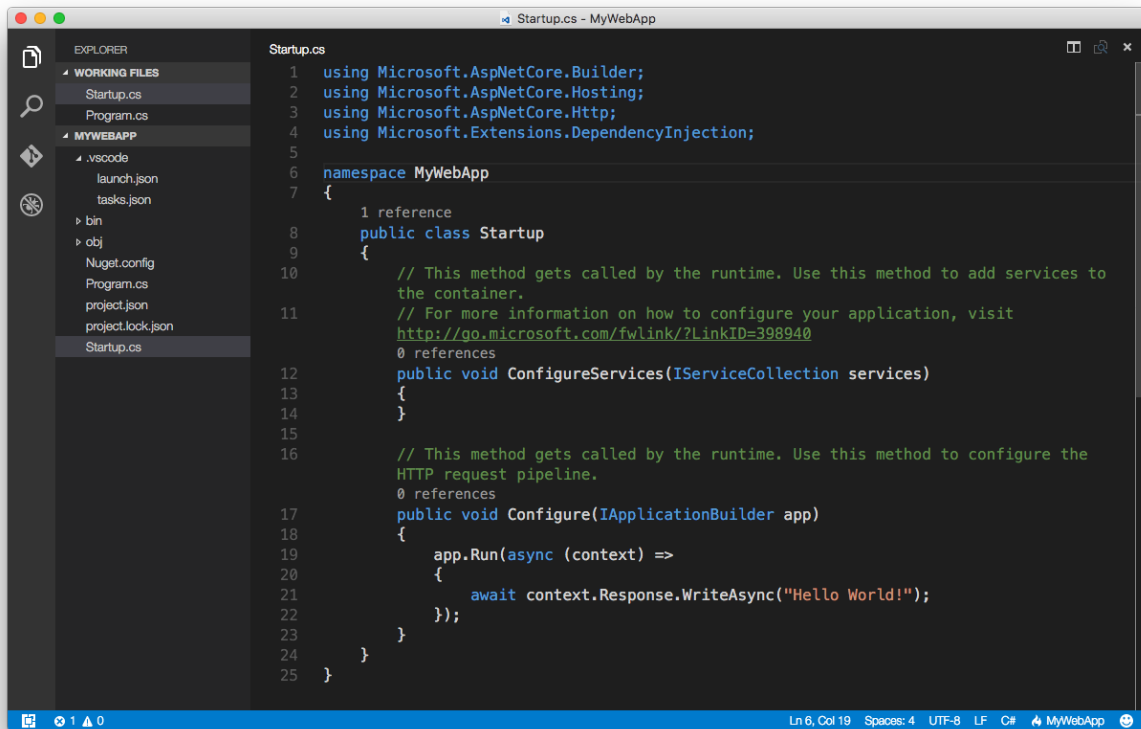 Startup.cs - MyWebApp
EXPLORER
WORKING FILES
Startup.cs
Program.cs
MYWEBAPP
.vscode
launch.json
tasks.json
bin
obj
Nuget.config
Program.cs
project.json
project.lock.json
Startup.cs
Startup.cs
1 using Microsoft.AspNetCore.Builder;
2 using Microsoft.AspNetCore.Hosting;
3 using Microsoft.AspNetCore.Http;
4 using Microsoft.Extensions.DependencyInjection;
5
6 namespace MyWebApp
7 {
1 reference
8 public class Startup
9 {
10 // This method gets called by the runtime. Use this method to add services to
the container.
11 // For more information on how to configure your application, visit
http://go.microsoft.com/fwlink/?LinkID=398940
0 references
12 public void ConfigureServices(IServiceCollection services)
13 {
14 }
15
16 // This method gets called by the runtime. Use this method to configure the
HTTP request pipeline.
0 references
17 public void Configure(IApplicationBuilder app)
18 {
19 app.Run(async (context) =>
20 {
21 await context.Response.WriteAsync("Hello World!");
22 });
23 }
24 }
25 }
1 0 Ln 6, Col 19 Spaces: 4 UTF-8 LF C# MyWebApp